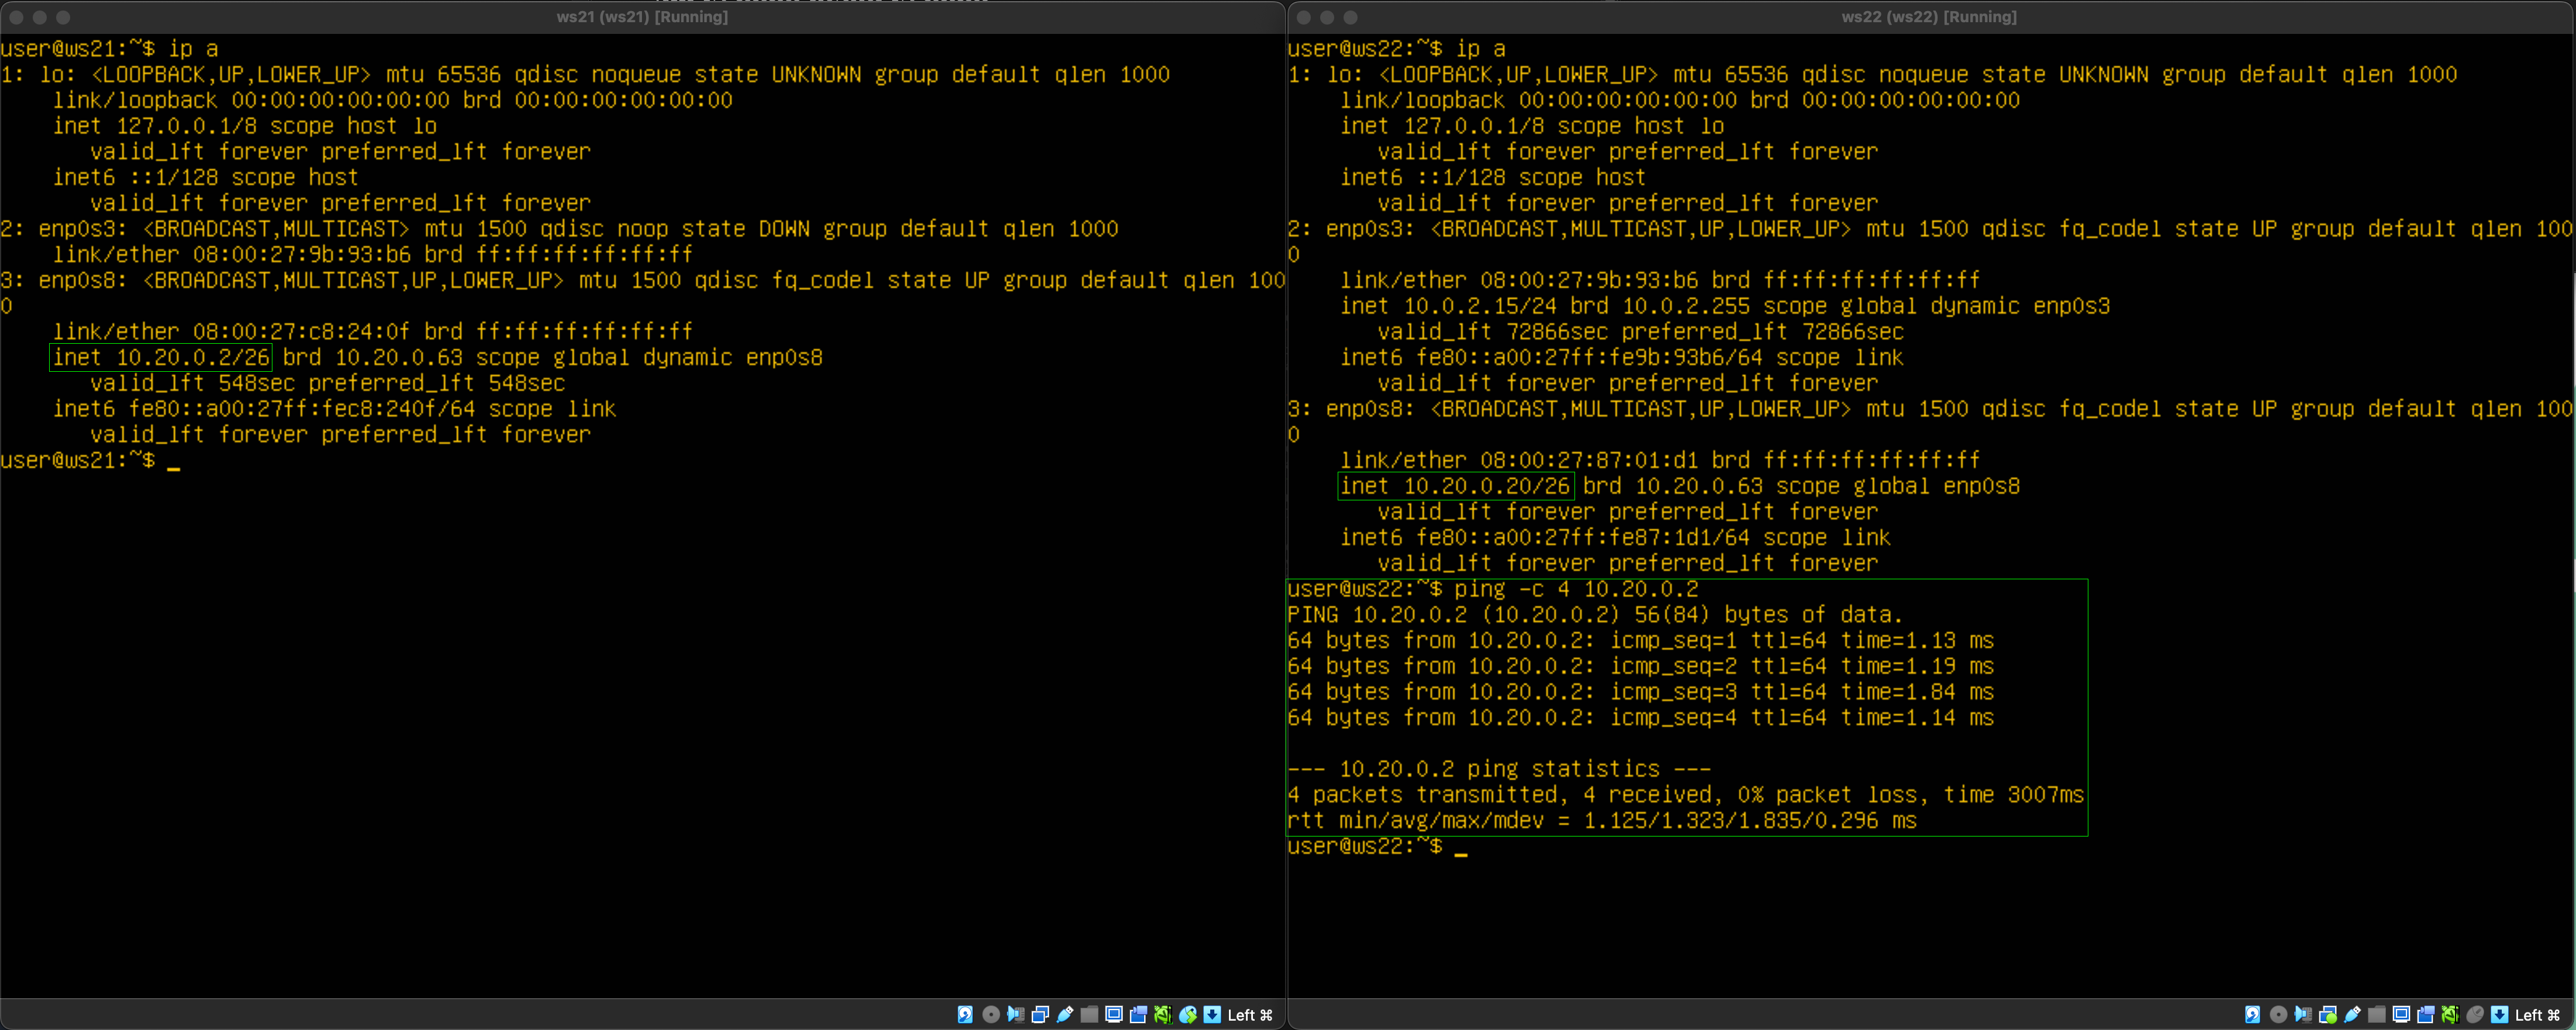 ws21 (ws21) [Running]
user@ws21:~$ ip a
1: lo: <LOOPBACK,UP,LOWER_UP> mtu 65536 qdisc noqueue state UNKNOWN group default qlen 1000
    link/loopback 00:00:00:00:00:00 brd 00:00:00:00:00:00
    inet 127.0.0.1/8 scope host lo
       valid_lft forever preferred_lft forever
    inet6 ::1/128 scope host
       valid_lft forever preferred_lft forever
2: enp0s3: <BROADCAST,MULTICAST> mtu 1500 qdisc noop state DOWN group default qlen 1000
    link/ether 08:00:27:9b:93:b6 brd ff:ff:ff:ff:ff:ff
3: enp0s8: <BROADCAST,MULTICAST,UP,LOWER_UP> mtu 1500 qdisc fq_codel state UP group default qlen 100
0
    link/ether 08:00:27:c8:24:0f brd ff:ff:ff:ff:ff:ff
    inet 10.20.0.2/26 brd 10.20.0.63 scope global dynamic enp0s8
       valid_lft 548sec preferred_lft 548sec
    inet6 fe80::a00:27ff:fec8:240f/64 scope link
       valid_lft forever preferred_lft forever
user@ws21:~$ _
Left ⌘
ws22 (ws22) [Running]
user@ws22:~$ ip a
1: lo: <LOOPBACK,UP,LOWER_UP> mtu 65536 qdisc noqueue state UNKNOWN group default qlen 1000
    link/loopback 00:00:00:00:00:00 brd 00:00:00:00:00:00
    inet 127.0.0.1/8 scope host lo
       valid_lft forever preferred_lft forever
    inet6 ::1/128 scope host
       valid_lft forever preferred_lft forever
2: enp0s3: <BROADCAST,MULTICAST,UP,LOWER_UP> mtu 1500 qdisc fq_codel state UP group default qlen 100
0
    link/ether 08:00:27:9b:93:b6 brd ff:ff:ff:ff:ff:ff
    inet 10.0.2.15/24 brd 10.0.2.255 scope global dynamic enp0s3
       valid_lft 72866sec preferred_lft 72866sec
    inet6 fe80::a00:27ff:fe9b:93b6/64 scope link
       valid_lft forever preferred_lft forever
3: enp0s8: <BROADCAST,MULTICAST,UP,LOWER_UP> mtu 1500 qdisc fq_codel state UP group default qlen 100
0
    link/ether 08:00:27:87:01:d1 brd ff:ff:ff:ff:ff:ff
    inet 10.20.0.20/26 brd 10.20.0.63 scope global enp0s8
       valid_lft forever preferred_lft forever
    inet6 fe80::a00:27ff:fe87:1d1/64 scope link
       valid_lft forever preferred_lft forever
user@ws22:~$ ping -c 4 10.20.0.2
PING 10.20.0.2 (10.20.0.2) 56(84) bytes of data.
64 bytes from 10.20.0.2: icmp_seq=1 ttl=64 time=1.13 ms
64 bytes from 10.20.0.2: icmp_seq=2 ttl=64 time=1.19 ms
64 bytes from 10.20.0.2: icmp_seq=3 ttl=64 time=1.84 ms
64 bytes from 10.20.0.2: icmp_seq=4 ttl=64 time=1.14 ms
--- 10.20.0.2 ping statistics ---
4 packets transmitted, 4 received, 0% packet loss, time 3007ms
rtt min/avg/max/mdev = 1.125/1.323/1.835/0.296 ms
user@ws22:~$ _
Left ⌘